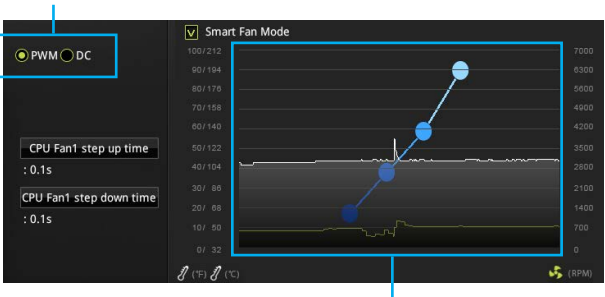 V Smart Fan Mode
PWM DC
100/212 7000
90/194 6300
80/176 5600
70/158 4900
60/140 4200
50/122 3500
40/104 2800
30/ 86 2100
20/ 68 1400
10/ 50 700
0/ 32 0
CPU Fan1 step up time
: 0.1s
CPU Fan1 step down time
: 0.1s
(°F) (°C) (RPM)